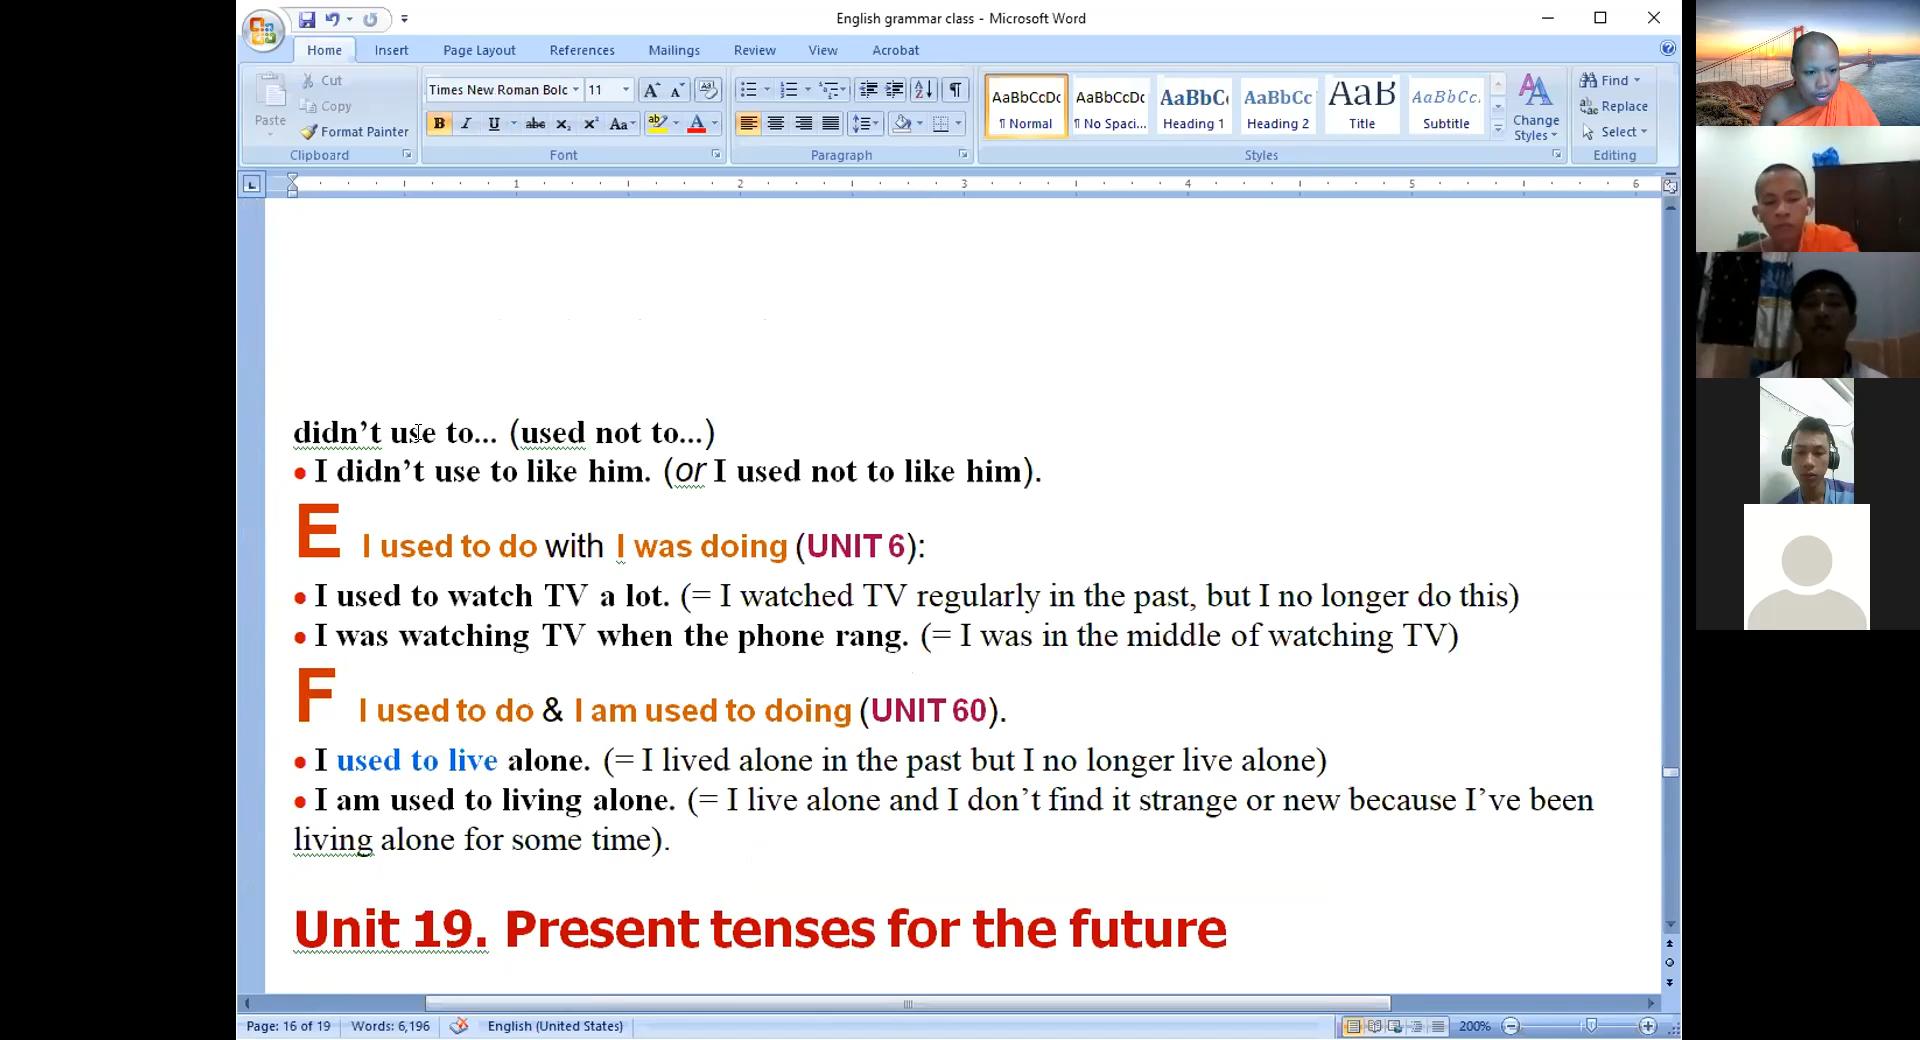 English grammar class - Microsoft Word
Home Insert Page Layout References Mailings Review View Acrobat
Paste
Cut
Copy
Format Painter
Clipboard
Times New Roman Bolc 11
Font
Paragraph
AaBbCcDc AaBbCcDc AaBbC AaBbCc AaB AaBbCc.
¶ Normal ¶ No Spaci... Heading 1 Heading 2 Title Subtitle
Change Styles
Styles
Find
Replace
Select
Editing
1 2 3 4 5 6
didn’t use to... (used not to...)
• I didn’t use to like him. (or I used not to like him).
E I used to do with I was doing (UNIT 6):
• I used to watch TV a lot. (= I watched TV regularly in the past, but I no longer do this)
• I was watching TV when the phone rang. (= I was in the middle of watching TV)
F I used to do & I am used to doing (UNIT 60).
• I used to live alone. (= I lived alone in the past but I no longer live alone)
• I am used to living alone. (= I live alone and I don’t find it strange or new because I’ve been
living alone for some time).
Unit 19. Present tenses for the future
Page: 16 of 19 Words: 6,196 English (United States) 200%